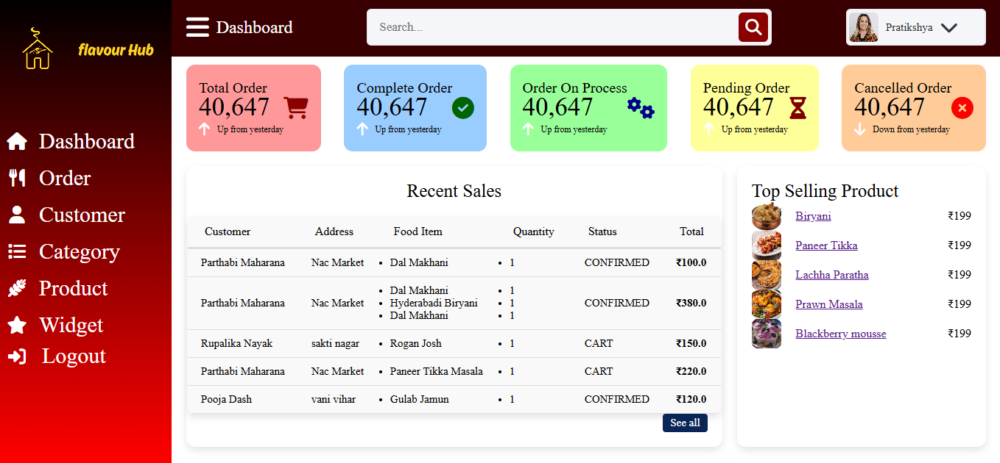 flavour Hub
Dashboard
Order
Customer
Category
Product
Widget
Logout
Dashboard
Search...
Pratikshya
Total Order
40,647
Up from yesterday
Complete Order
40,647
Up from yesterday
Order On Process
40,647
Up from yesterday
Pending Order
40,647
Up from yesterday
Cancelled Order
40,647
Down from yesterday
Recent Sales
Customer Address Food Item Quantity Status Total
Parthabi Maharana Nac Market • Dal Makhani • 1 CONFIRMED ₹100.0
• Dal Makhani • 1
Parthabi Maharana Nac Market • Hyderabadi Biryani • 1 CONFIRMED ₹380.0
• Dal Makhani • 1
Rupalika Nayak sakti nagar • Rogan Josh • 1 CART ₹150.0
Parthabi Maharana Nac Market • Paneer Tikka Masala • 1 CART ₹220.0
Pooja Dash vani vihar • Gulab Jamun • 1 CONFIRMED ₹120.0
See all
Top Selling Product
Biryani ₹199
Paneer Tikka ₹199
Lachha Paratha ₹199
Prawn Masala ₹199
Blackberry mousse ₹199